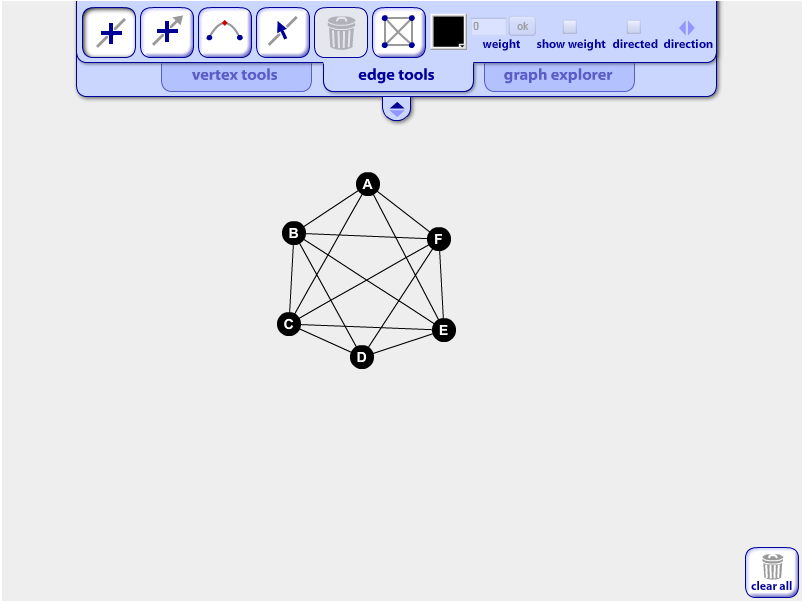 0 ok
weight show weight directed direction
vertex tools edge tools graph explorer
A
B F
C E
D
clear all